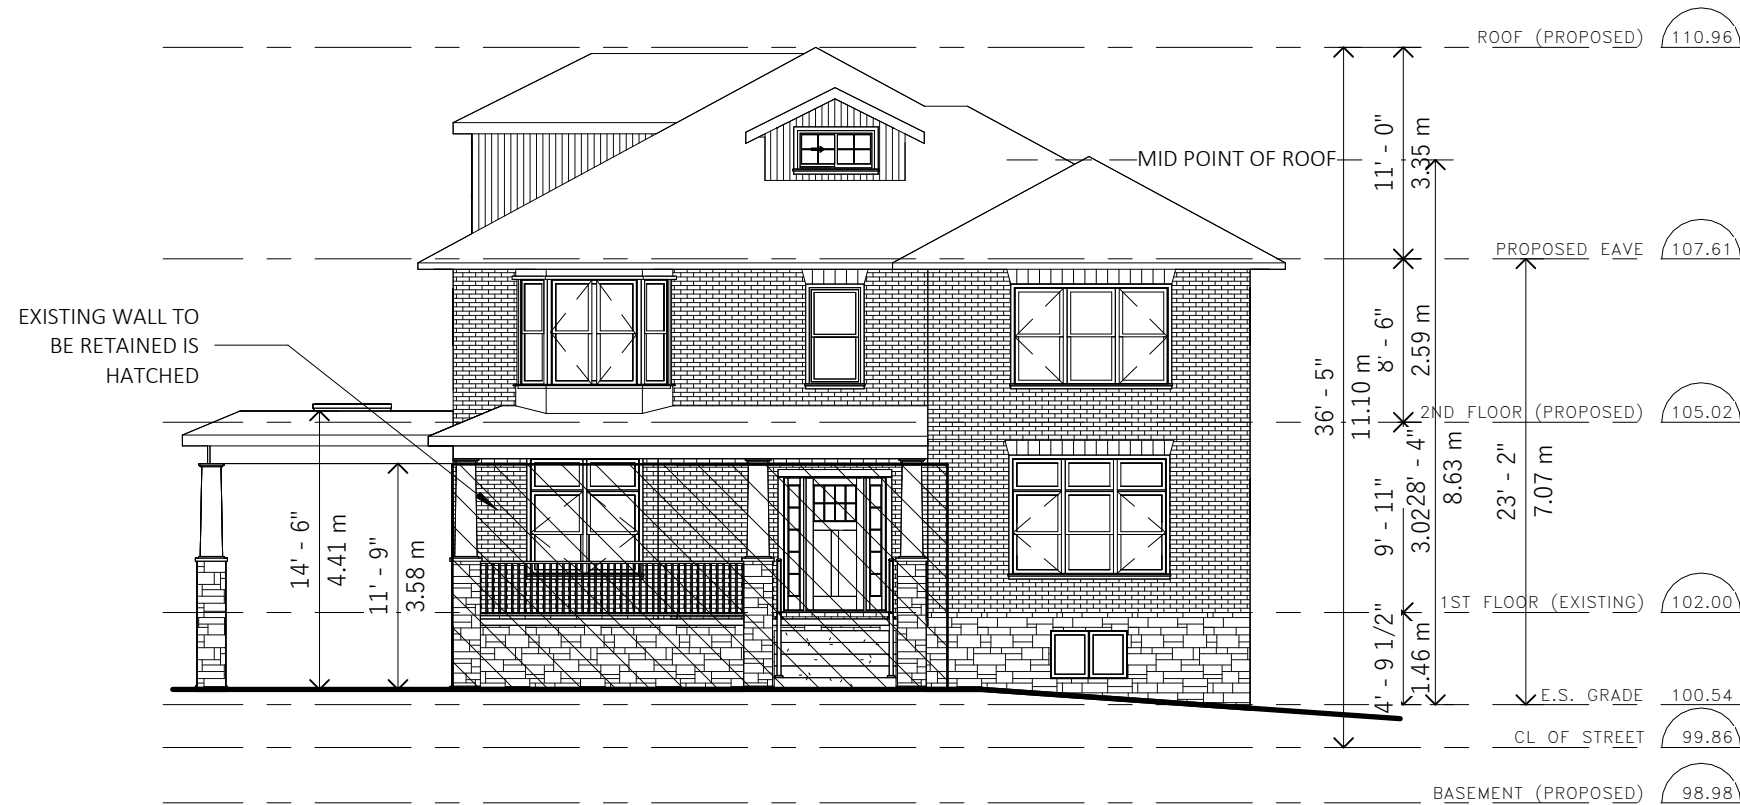 ROOF (PROPOSED) 110.96
11' - 0"
3.35 m
MID POINT OF ROOF
PROPOSED EAVE 107.61
EXISTING WALL TO
BE RETAINED IS
HATCHED
8' - 6"
2.59 m
36' - 5"
11.10 m
2ND FLOOR (PROPOSED) 105.02
28' - 4"
8.63 m
23' - 2"
7.07 m
9' - 11"
3.02
14' - 6"
4.41 m
11' - 9"
3.58 m
1ST FLOOR (EXISTING) 102.00
4' - 9 1/2"
1.46 m
E.S. GRADE 100.54
CL OF STREET 99.86
BASEMENT (PROPOSED) 98.98